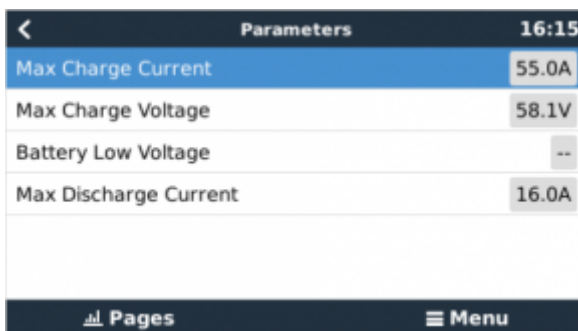 Parameters 16:15
Max Charge Current 55.0A
Max Charge Voltage 58.1V
Battery Low Voltage --
Max Discharge Current 16.0A
Pages Menu